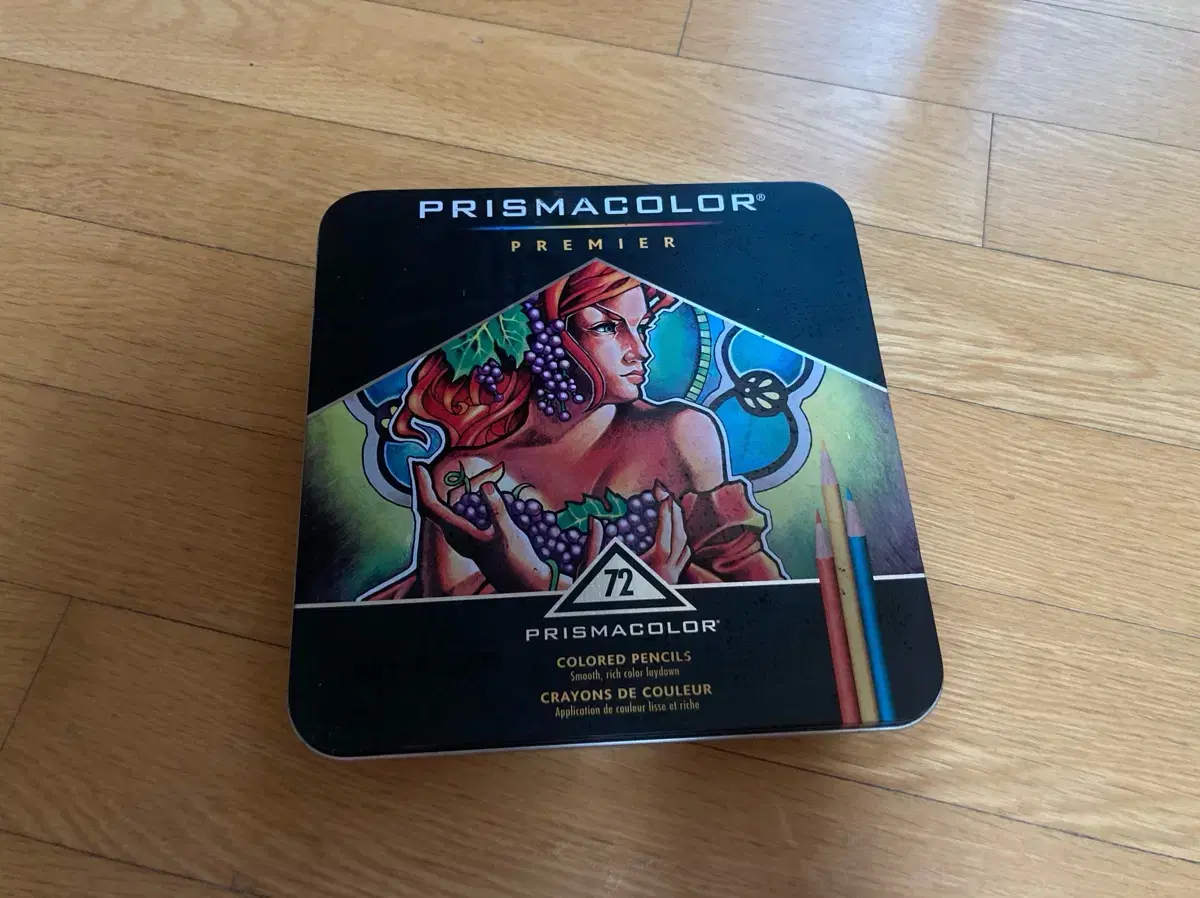 PRISMACOLOR®
PREMIER
72
PRISMACOLOR®
COLORED PENCILS
Smooth, rich color laydown
CRAYONS DE COULEUR
Application de couleur lisse et riche